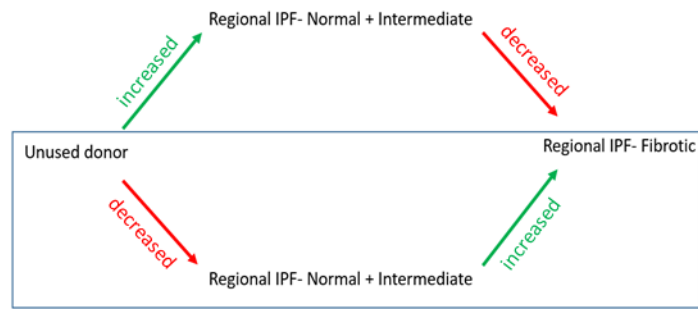 Regional IPF- Normal + Intermediate
increased
decreased
Unused donor
Regional IPF- Fibrotic
decreased
increased
Regional IPF- Normal + Intermediate